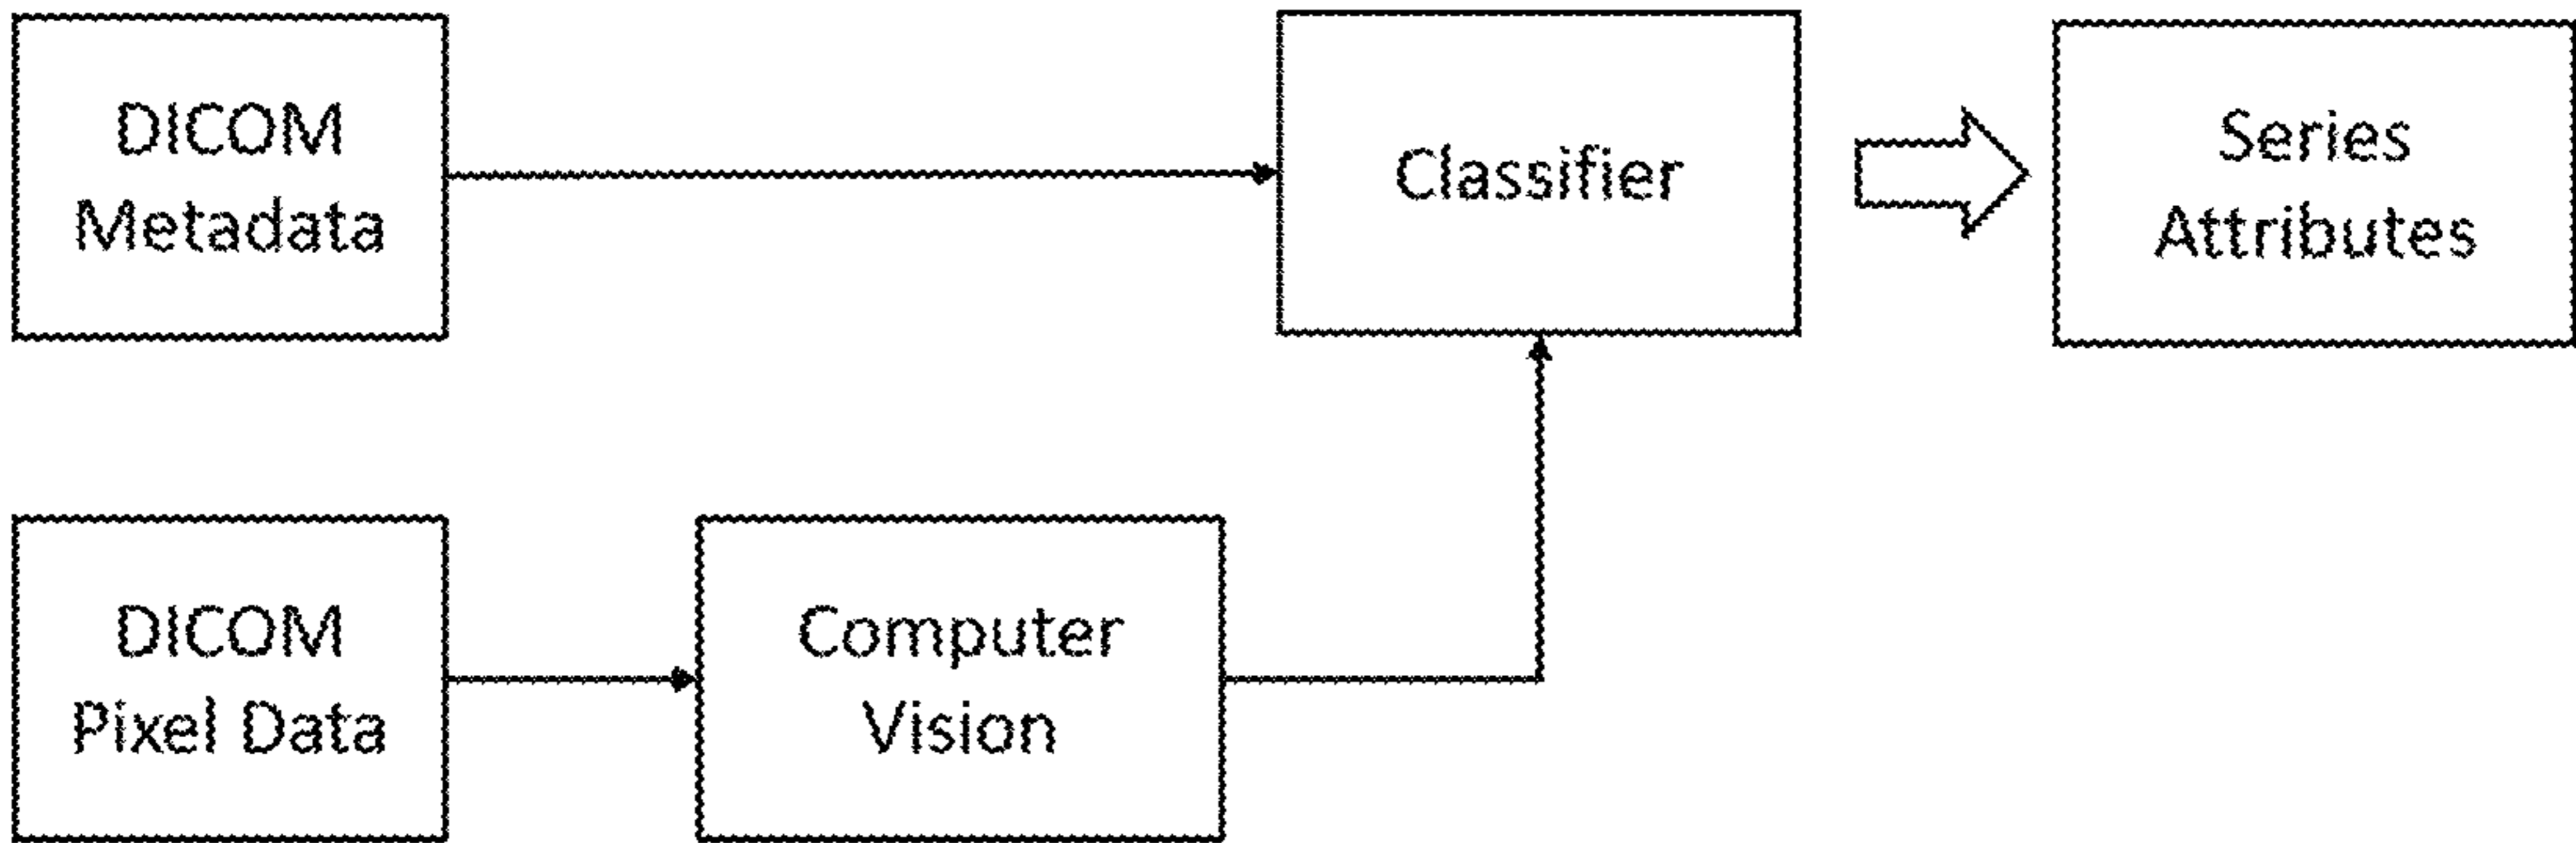 DICOM
Metadata
Classifier
Series
Attributes
DICOM
Pixel Data
Computer
Vision